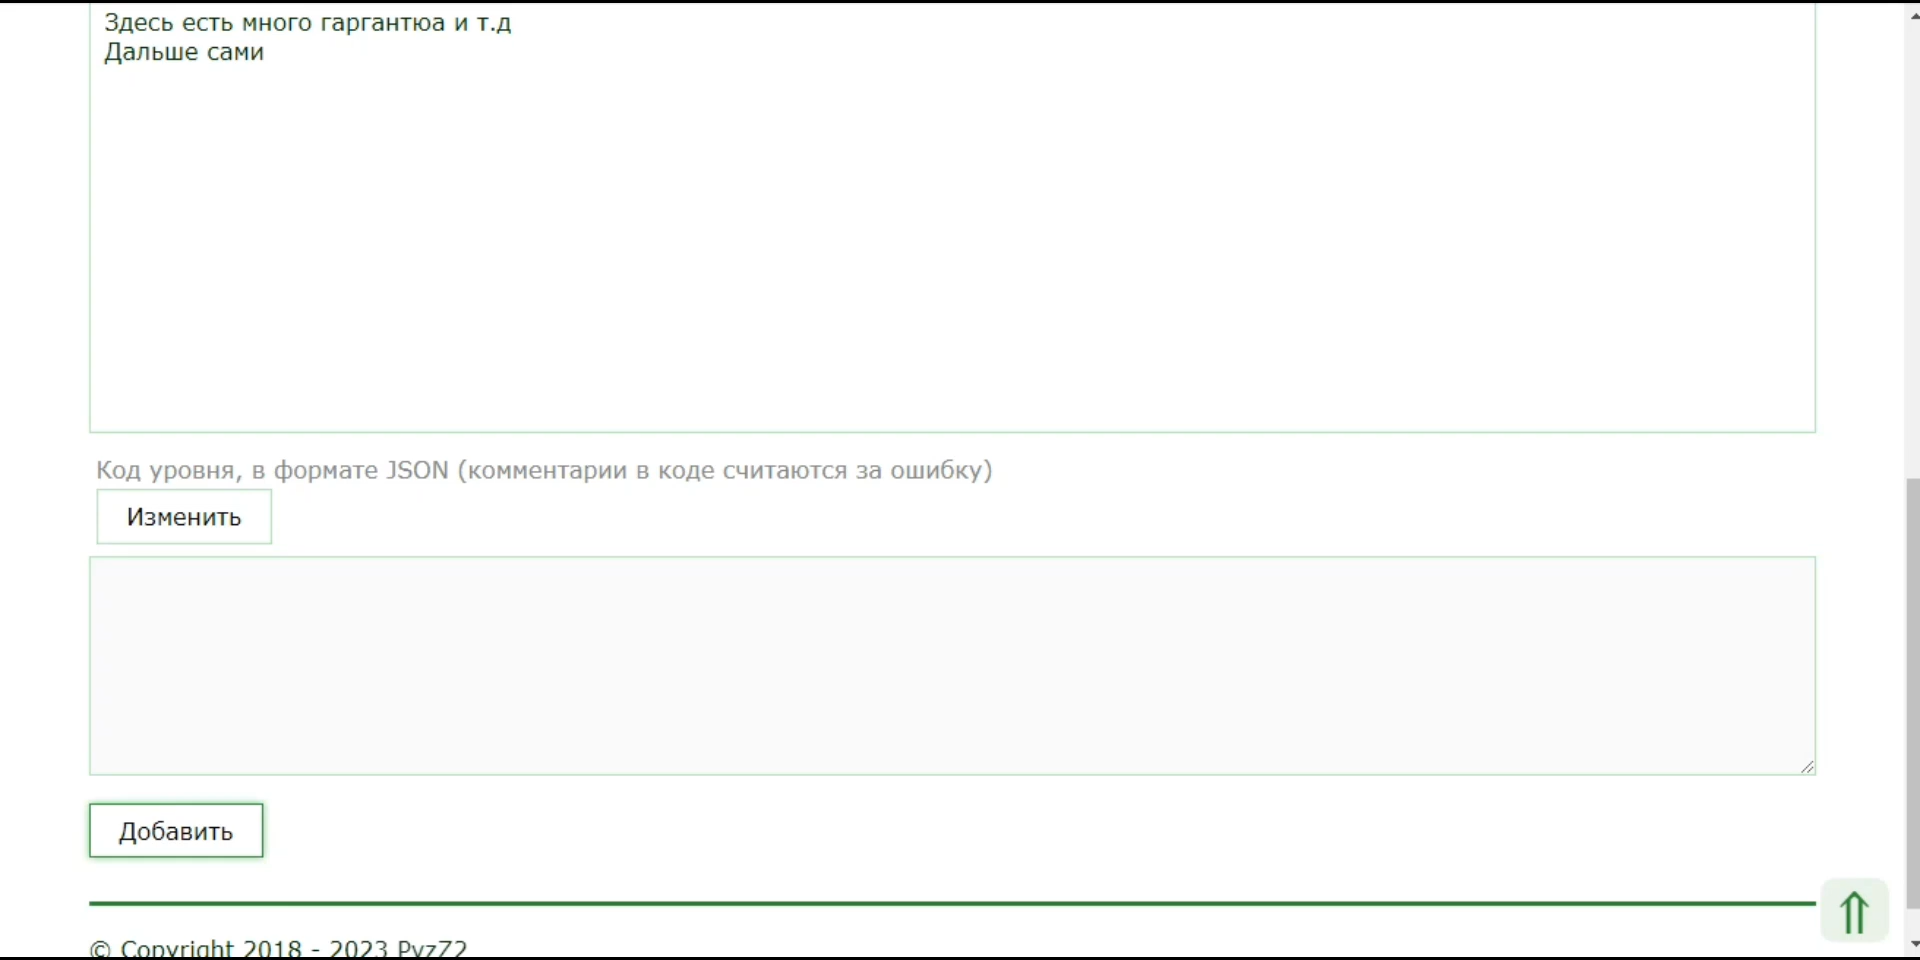 Здесь есть много гаргантюа и т.д
Дальше сами
Код уровня, в формате JSON (комментарии в коде считаются за ошибку)
Изменить
Добавить
© Copyright 2018 - 2023 PvzZ2